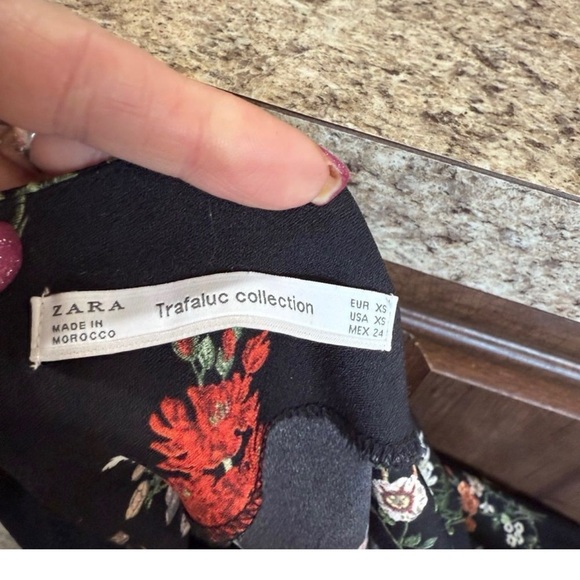 ZARA
MADE IN
MOROCCO
Trafaluc collection
EUR XS
USA XS
MEX 24